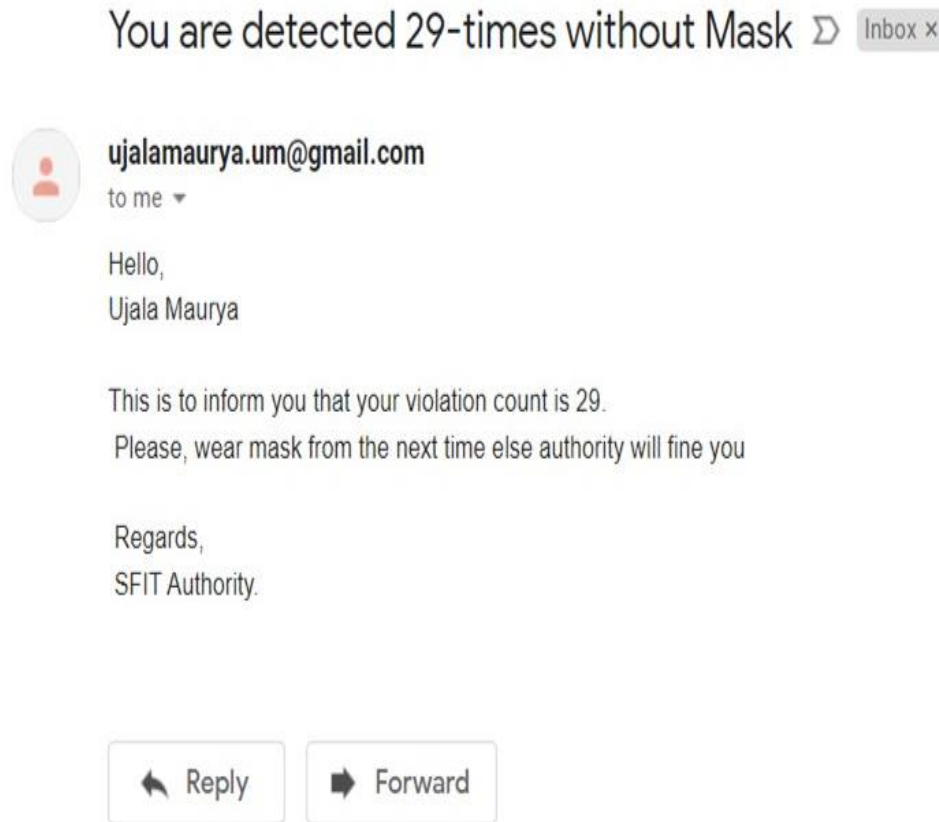 You are detected 29-times without Mask Inbox ×
ujalamaurya.um@gmail.com
to me
Hello,
Ujala Maurya
This is to inform you that your violation count is 29.
Please, wear mask from the next time else authority will fine you
Regards,
SFIT Authority.
Reply Forward